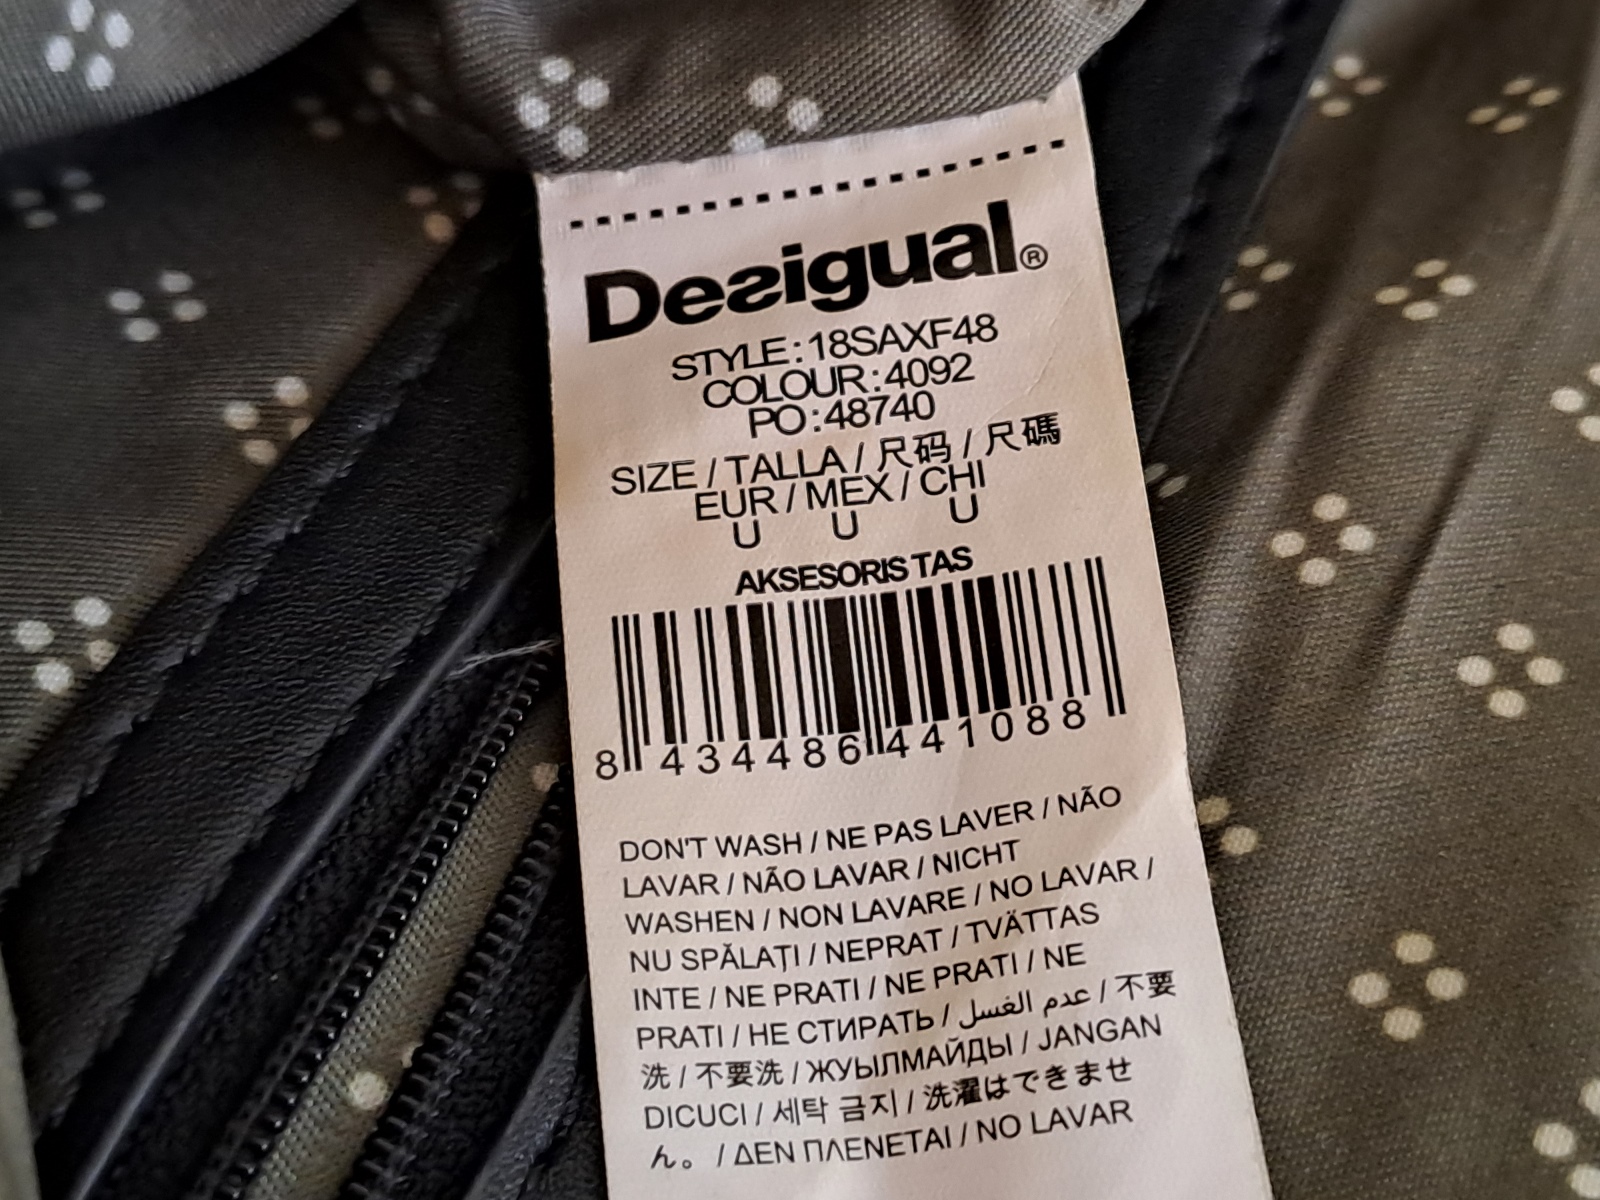 Desigual®
STYLE:18SAXF48
COLOUR:4092
PO:48740
SIZE / TALLA / 尺码 / 尺碼
EUR / MEX / CHI
U U U
AKSESORIS TAS
8 434486 441088
DON'T WASH / NE PAS LAVER / NÃO
LAVAR / NÃO LAVAR / NICHT
WASHEN / NON LAVARE / NO LAVAR /
NU SPĂLAȚI / NEPRAT / TVÄTTAS
INTE / NE PRATI / NE PRATI / NE
PRATI / НЕ СТИРАТЬ / عدم الغسل / 不要
洗 / 不要洗 / ЖУЫЛМАЙДЫ / JANGAN
DICUCI / 세탁 금지 / 洗濯はできませ
ん。 / ΔΕΝ ΠΛΕΝΕΤΑΙ / NO LAVAR